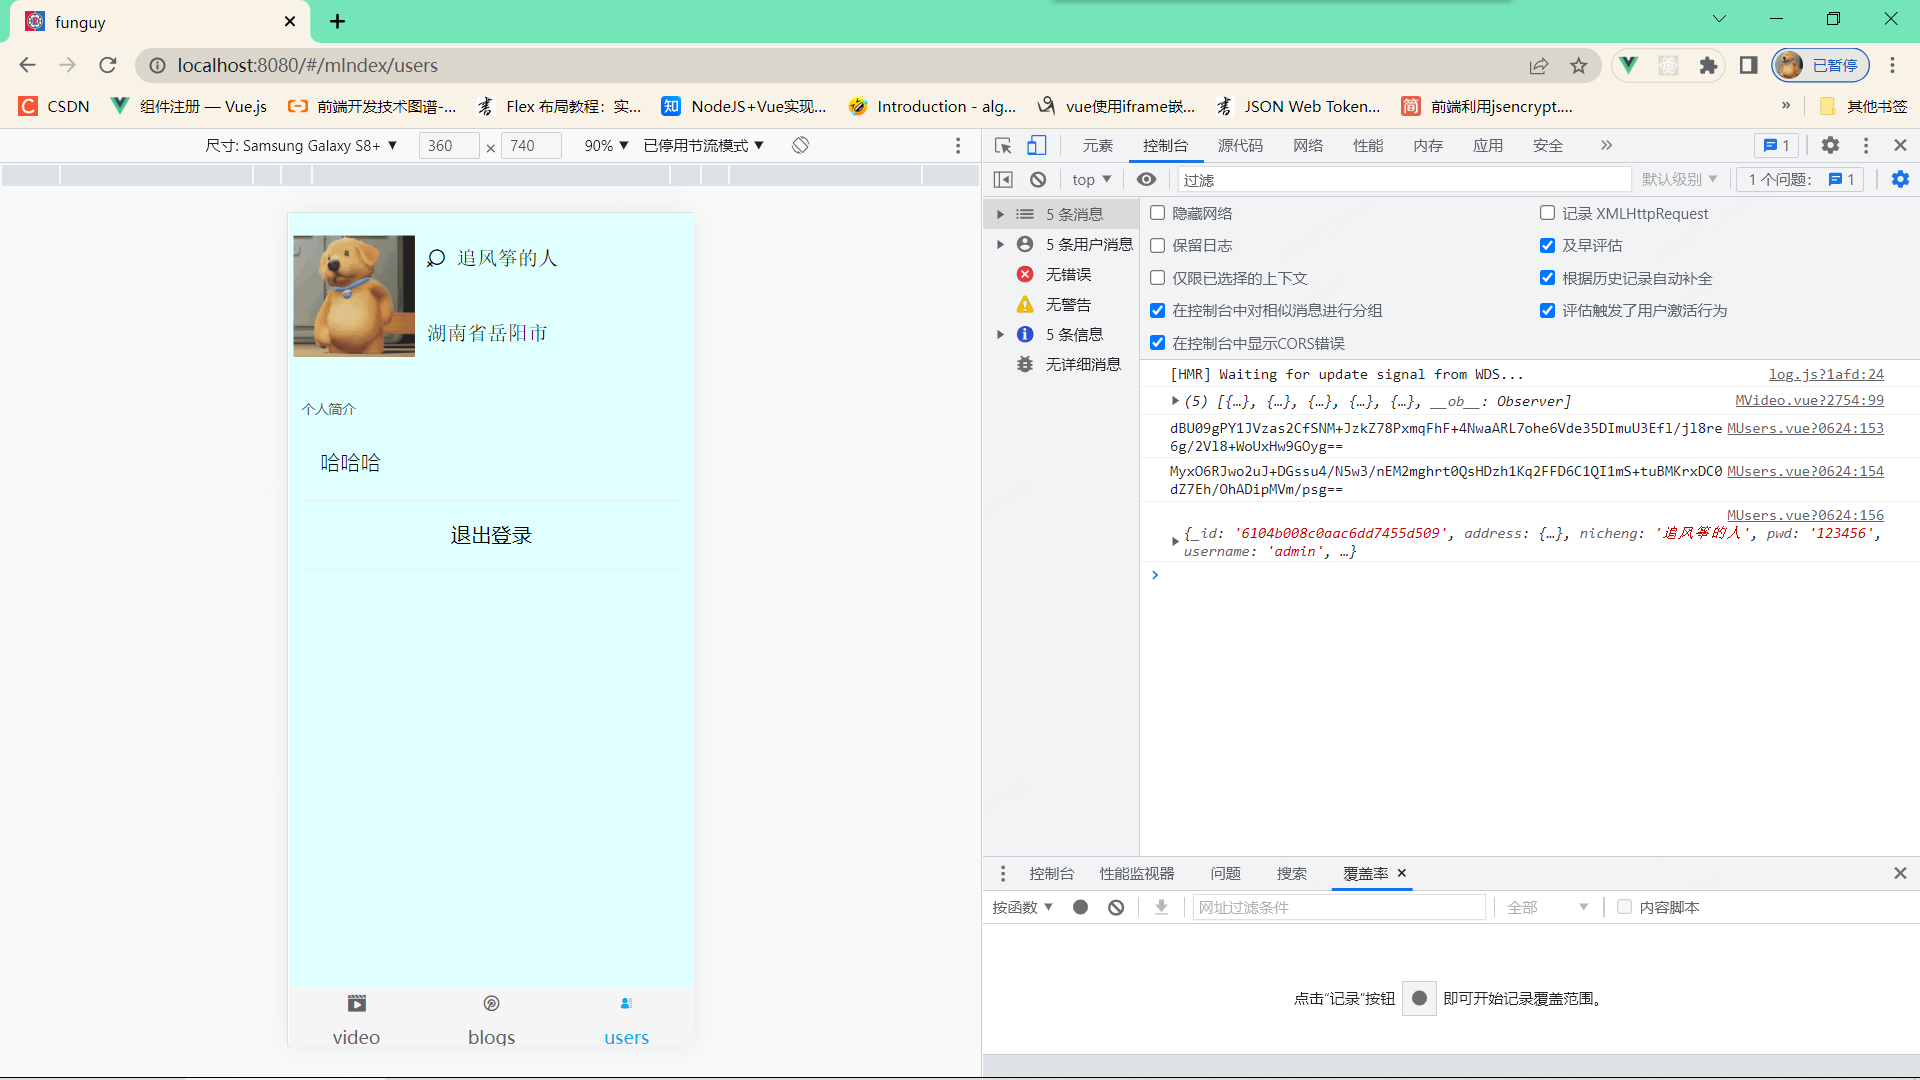 funguy
localhost:8080/#/mIndex/users
已暂停
CSDN
组件注册 — Vue.js
前端开发技术图谱-...
Flex 布局教程：实...
NodeJS+Vue实现...
Introduction - alg...
vue使用iframe嵌...
JSON Web Token...
前端利用jsencrypt....
其他书签
尺寸: Samsung Galaxy S8+
360 × 740
90%
已停用节流模式
元素
控制台
源代码
网络
性能
内存
应用
安全
1
top
过滤
默认级别
1 个问题:
1
追风筝的人
湖南省岳阳市
个人简介
哈哈哈
退出登录
video
blogs
users
5 条消息
5 条用户消息
无错误
无警告
5 条信息
无详细消息
隐藏网络
记录 XMLHttpRequest
保留日志
及早评估
仅限已选择的上下文
根据历史记录自动补全
在控制台中对相似消息进行分组
评估触发了用户激活行为
在控制台中显示CORS错误
[HMR] Waiting for update signal from WDS...
log.js?1afd:24
(5) [{…}, {…}, {…}, {…}, {…}, __ob__: Observer]
MVideo.vue?2754:99
dBU09gPY1JVzas2CfSNM+JzkZ78PxmqFhF+4NwaARL7ohe6Vde35DImuU3Efl/jl8re
MUsers.vue?0624:153
6g/2Vl8+WoUxHw9GOyg==
MyxO6RJwo2uJ+DGssu4/N5w3/nEM2mghrt0QsHDzh1Kq2FFD6C1QI1mS+tuBMKrxDC0
MUsers.vue?0624:154
dZ7Eh/OhADipMVm/psg==
MUsers.vue?0624:156
{_id: '6104b008c0aac6dd7455d509', address: {…}, nicheng: '追风筝的人', pwd: '123456',
username: 'admin', …}
控制台
性能监视器
问题
搜索
覆盖率
按函数
网址过滤条件
全部
内容脚本
点击“记录”按钮 即可开始记录覆盖范围。